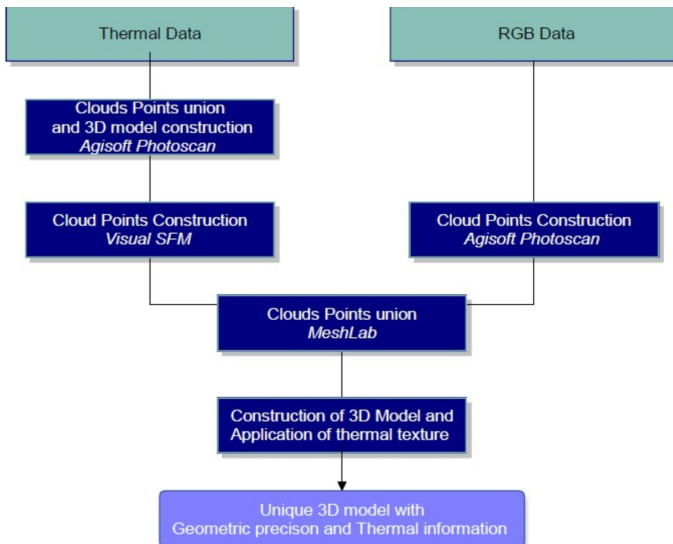 Thermal Data
RGB Data
Clouds Points union
and 3D model construction
Agisoft Photoscan
Cloud Points Construction
Visual SFM
Cloud Points Construction
Agisoft Photoscan
Clouds Points union
MeshLab
Construction of 3D Model and
Application of thermal texture
Unique 3D model with
Geometric precison and Thermal information